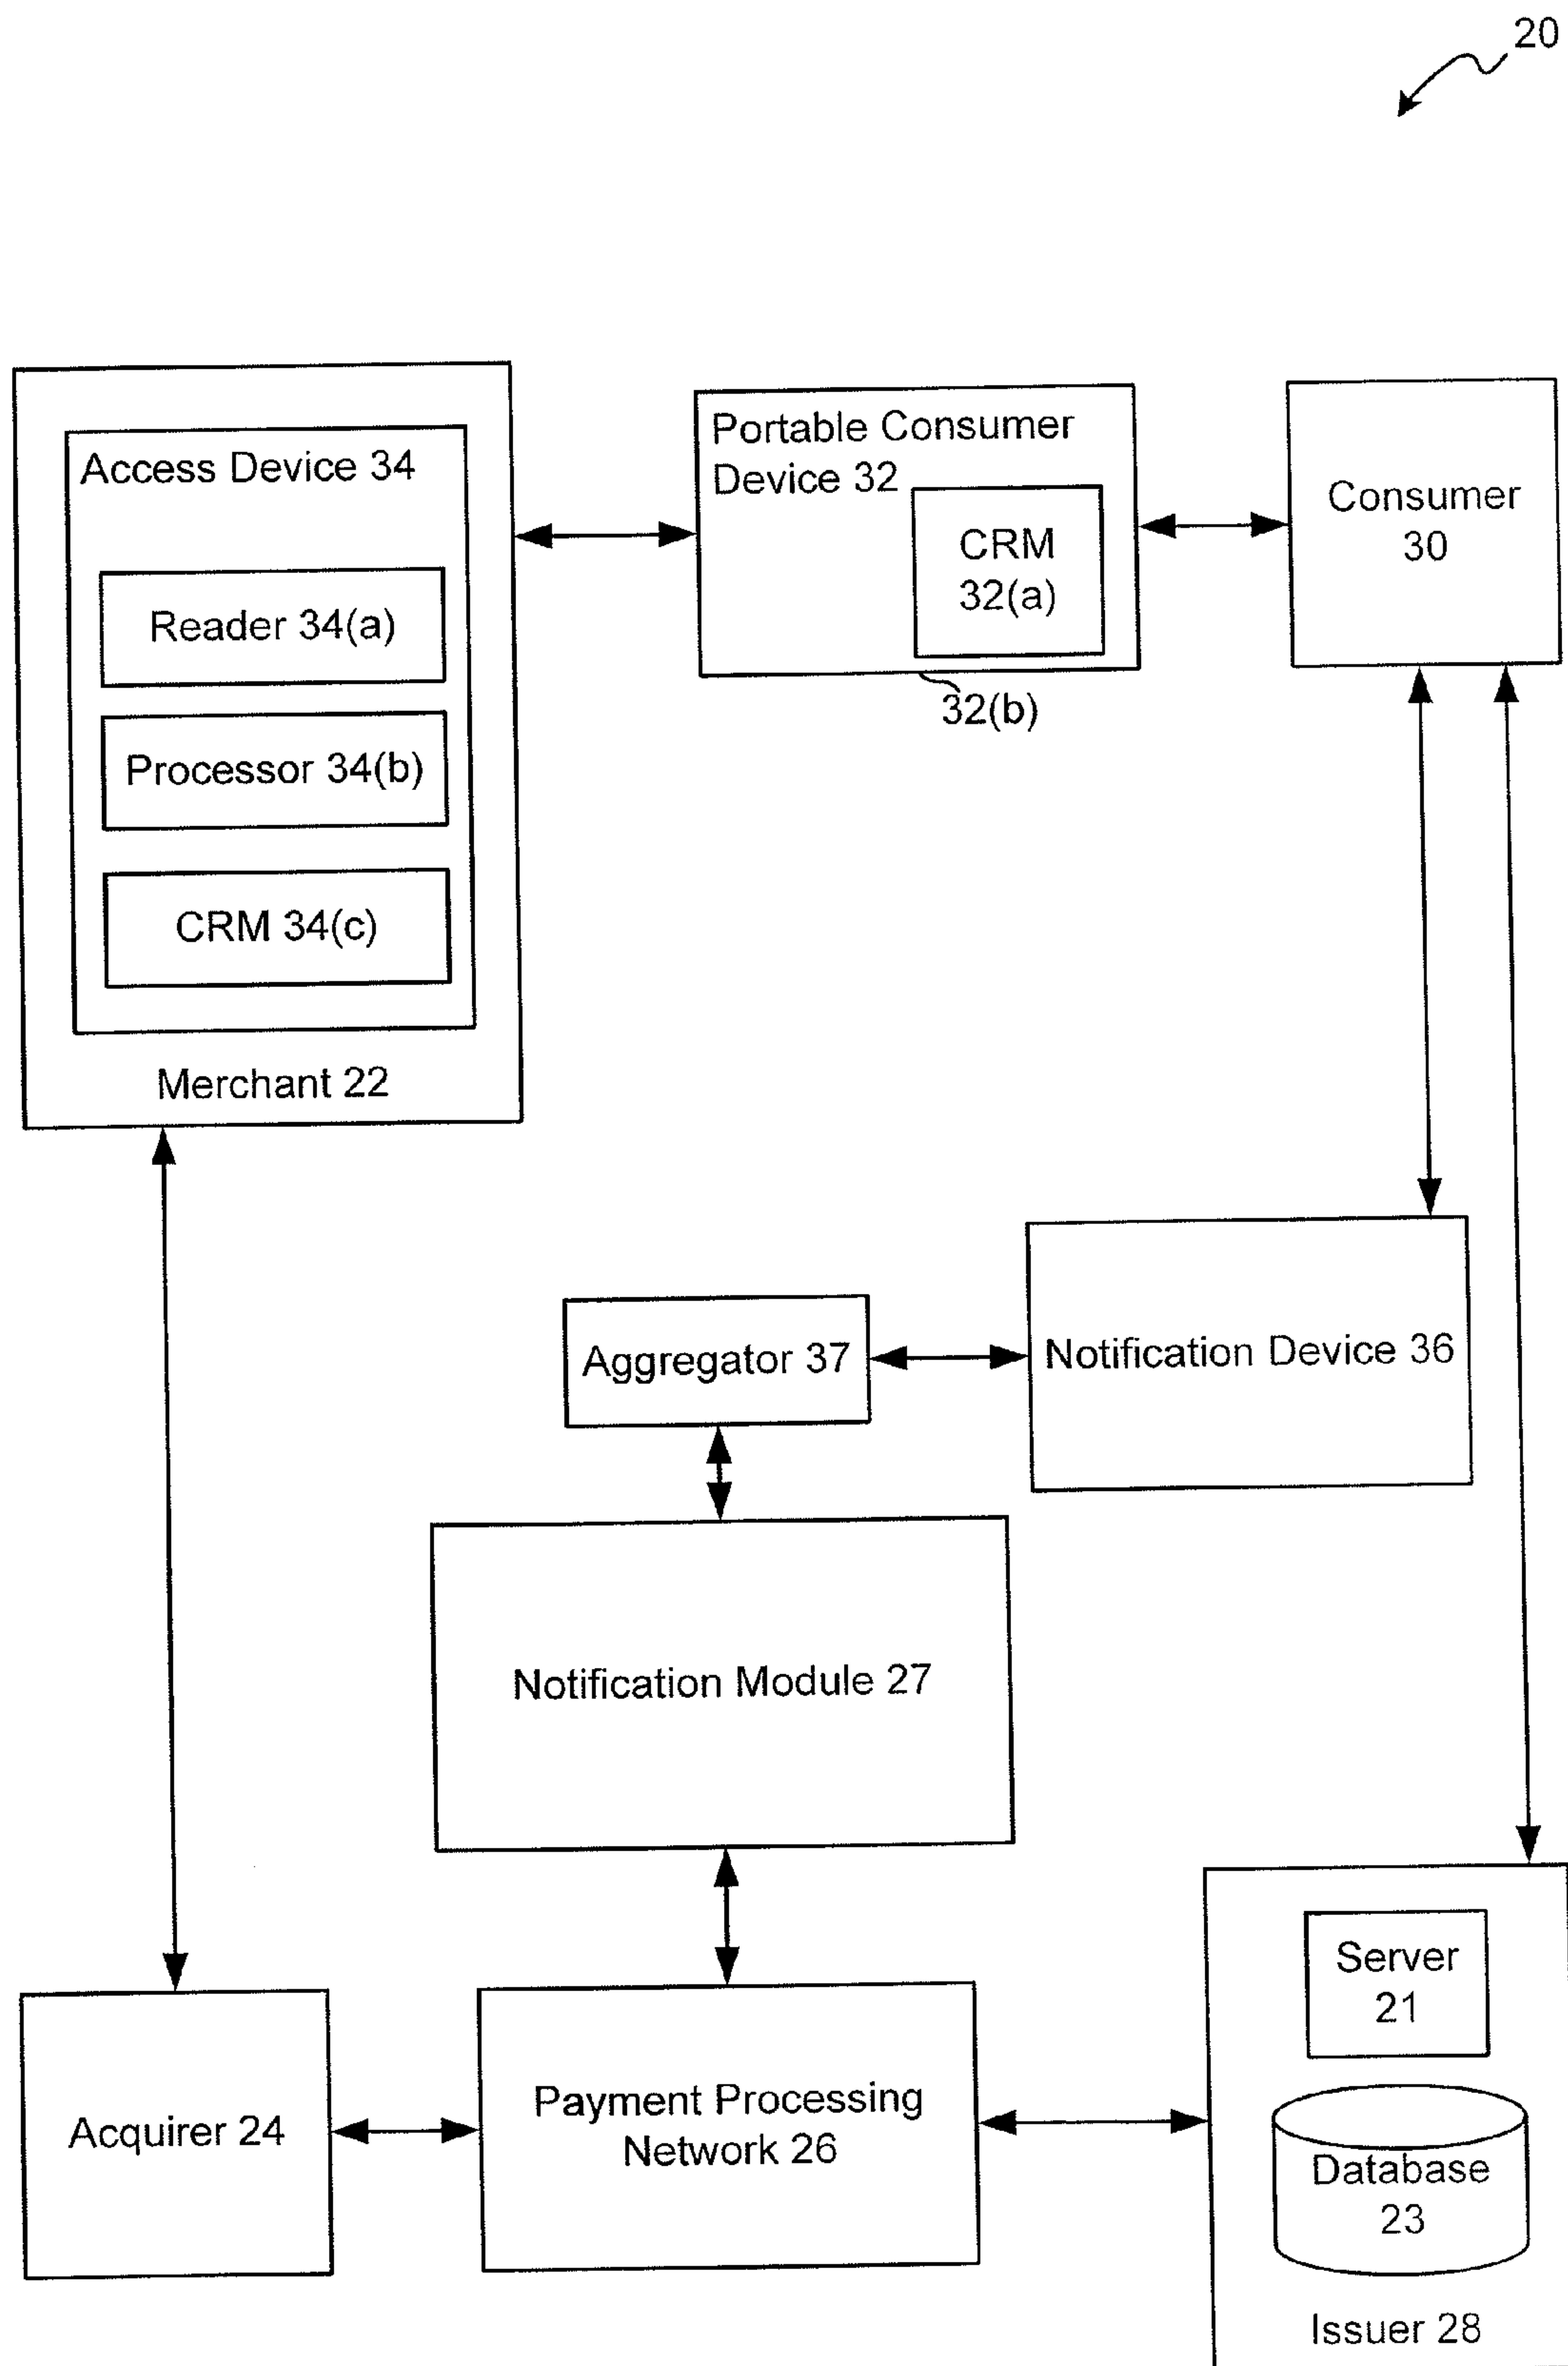 20
Access Device 34
Reader 34(a)
Processor 34(b)
CRM 34(c)
Merchant 22
Portable Consumer
Device 32
CRM
32(a)
32(b)
Consumer
30
Aggregator 37
Notification Device 36
Notification Module 27
Acquirer 24
Payment Processing
Network 26
Server
21
Database
23
Issuer 28